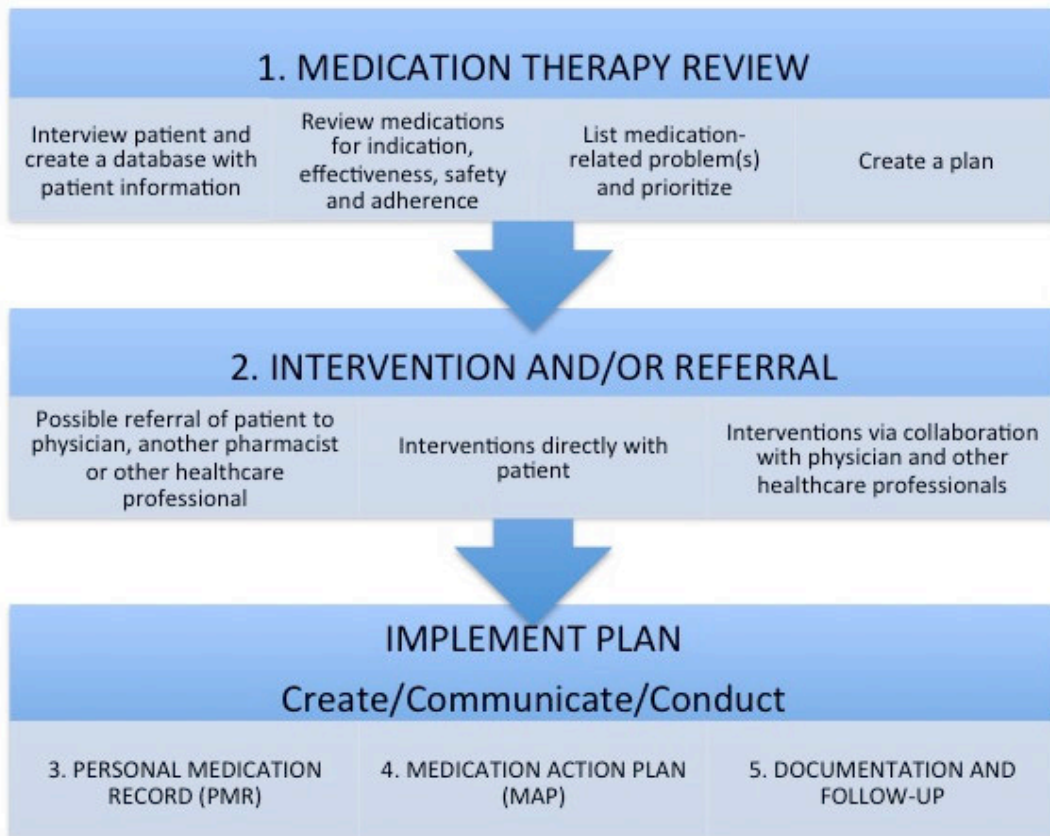 1. MEDICATION THERAPY REVIEW
Interview patient and
create a database with
patient information
Review medications
for indication,
effectiveness, safety
and adherence
List medication-
related problem(s)
and prioritize
Create a plan
2. INTERVENTION AND/OR REFERRAL
Possible referral of patient to
physician, another pharmacist
or other healthcare
professional
Interventions directly with
patient
Interventions via collaboration
with physician and other
healthcare professionals
IMPLEMENT PLAN
Create/Communicate/Conduct
3. PERSONAL MEDICATION
RECORD (PMR)
4. MEDICATION ACTION PLAN
(MAP)
5. DOCUMENTATION AND
FOLLOW-UP